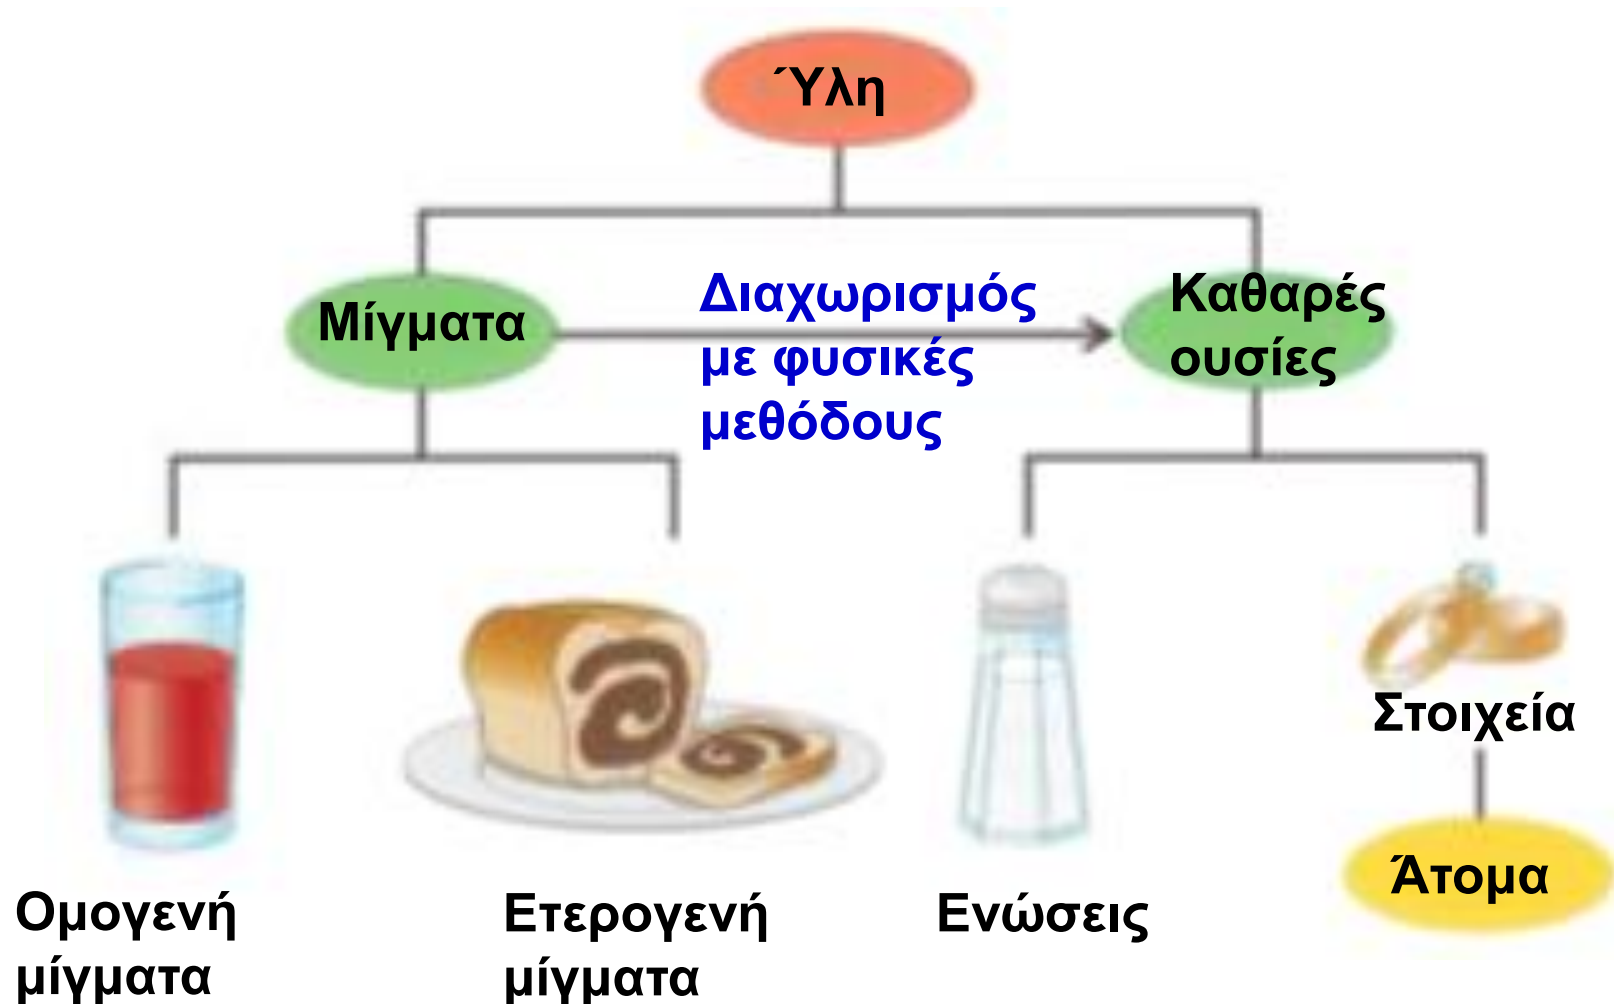 Ύλη
Μίγματα
Διαχωρισμός
με φυσικές
μεθόδους
Καθαρές
ουσίες
Στοιχεία
Άτομα
Ομογενή
μίγματα
Ετερογενή
μίγματα
Ενώσεις